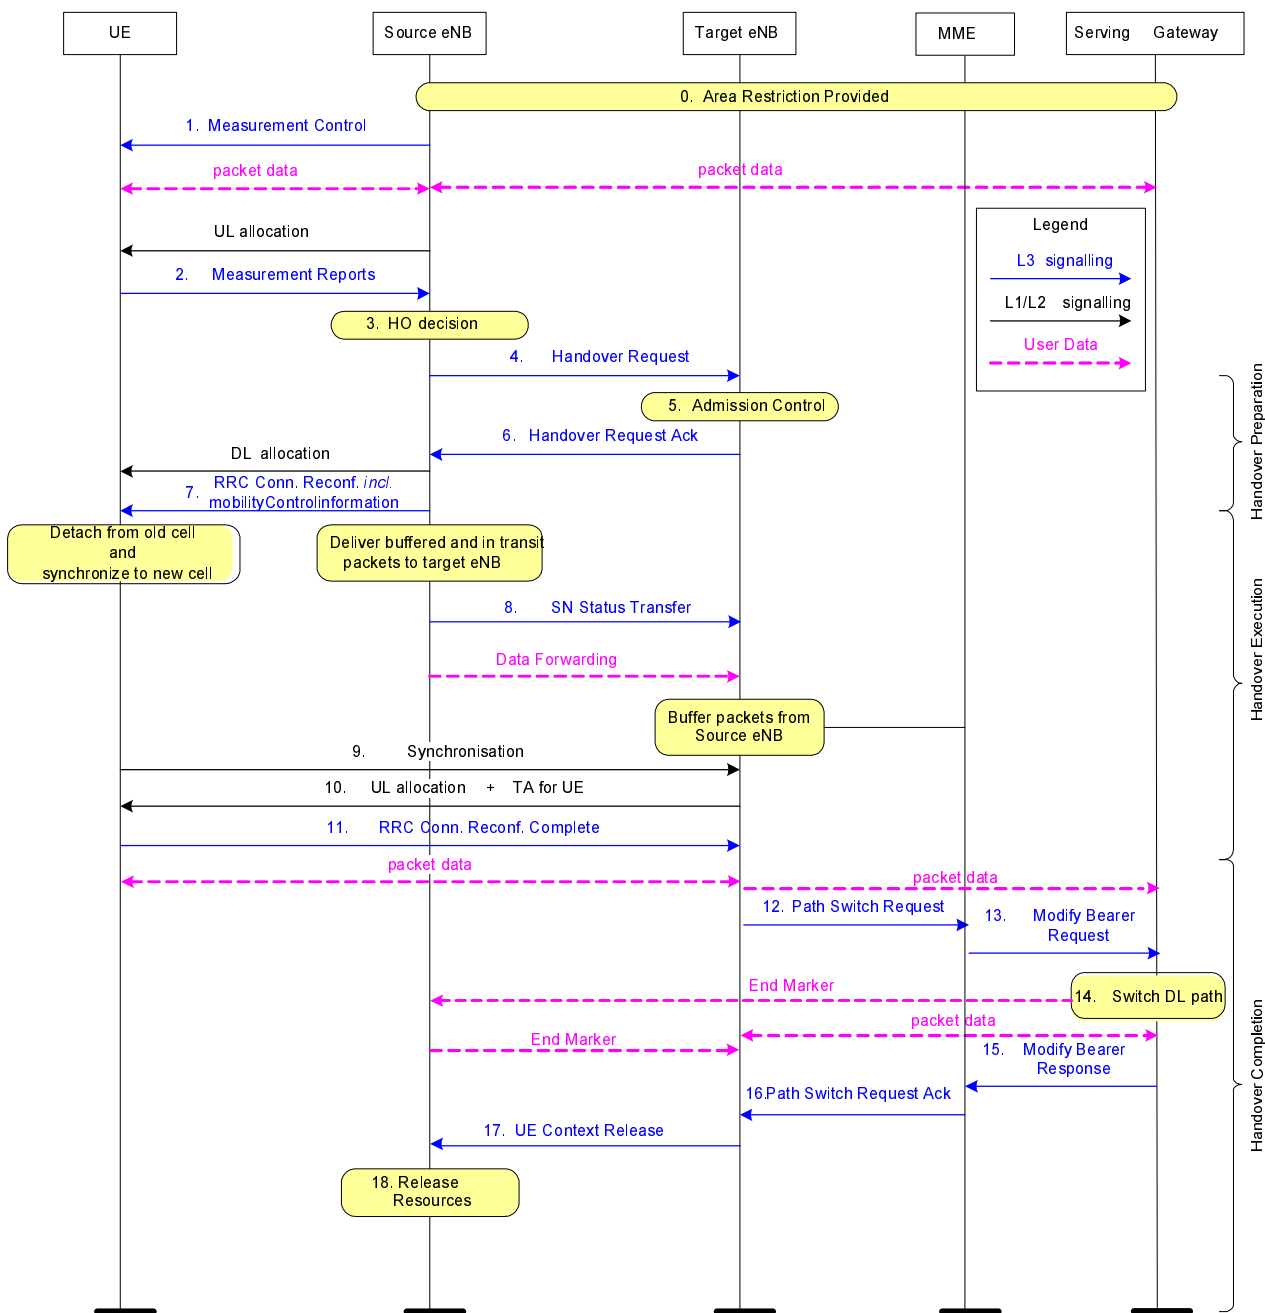 UE
Source eNB
Target eNB
MME
Serving Gateway
0. Area Restriction Provided
1. Measurement Control
packet data
packet data
Legend
L3 signalling
L1/L2 signalling
User Data
UL allocation
2. Measurement Reports
3. HO decision
4. Handover Request
5. Admission Control
6. Handover Request Ack
DL allocation
7. RRC Conn. Reconf. incl.
mobilityControlinformation
Handover Preparation
Detach from old cell
and
synchronize to new cell
Deliver buffered and in transit
packets to target eNB
8. SN Status Transfer
Data Forwarding
Buffer packets from
Source eNB
9. Synchronisation
10. UL allocation + TA for UE
11. RRC Conn. Reconf. Complete
Handover Execution
packet data
packet data
12. Path Switch Request
13. Modify Bearer
Request
End Marker
14. Switch DL path
packet data
End Marker
15. Modify Bearer
Response
16.Path Switch Request Ack
17. UE Context Release
18. Release
Resources
Handover Completion